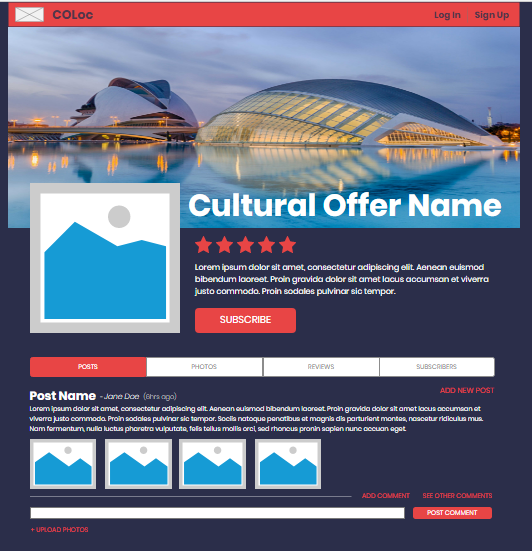 COLoc
Log In Sign Up
Cultural Offer Name
Lorem ipsum dolor sit amet, consectetur adipiscing elit. Aenean euismod
bibendum laoreet. Proin gravida dolor sit amet lacus accumsan et viverra
justo commodo. Proin sodales pulvinar sic tempor.
SUBSCRIBE
POSTS PHOTOS REVIEWS SUBSCRIBERS
ADD NEW POST
Post Name - Jane Doe (6hrs ago)
Lorem ipsum dolor sit amet, consectetur adipiscing elit. Aenean euismod bibendum laoreet. Proin gravida dolor sit amet lacus accumsan et
viverra justo commodo. Proin sodales pulvinar sic tempor. Sociis natoque penatibus et magnis dis parturient montes, nascetur ridiculus mus.
Nam fermentum, nulla luctus pharetra vulputate, felis tellus mollis orci, sed rhoncus pronin sapien nunc accuan eget.
ADD COMMENT SEE OTHER COMMENTS
POST COMMENT
+ UPLOAD PHOTOS